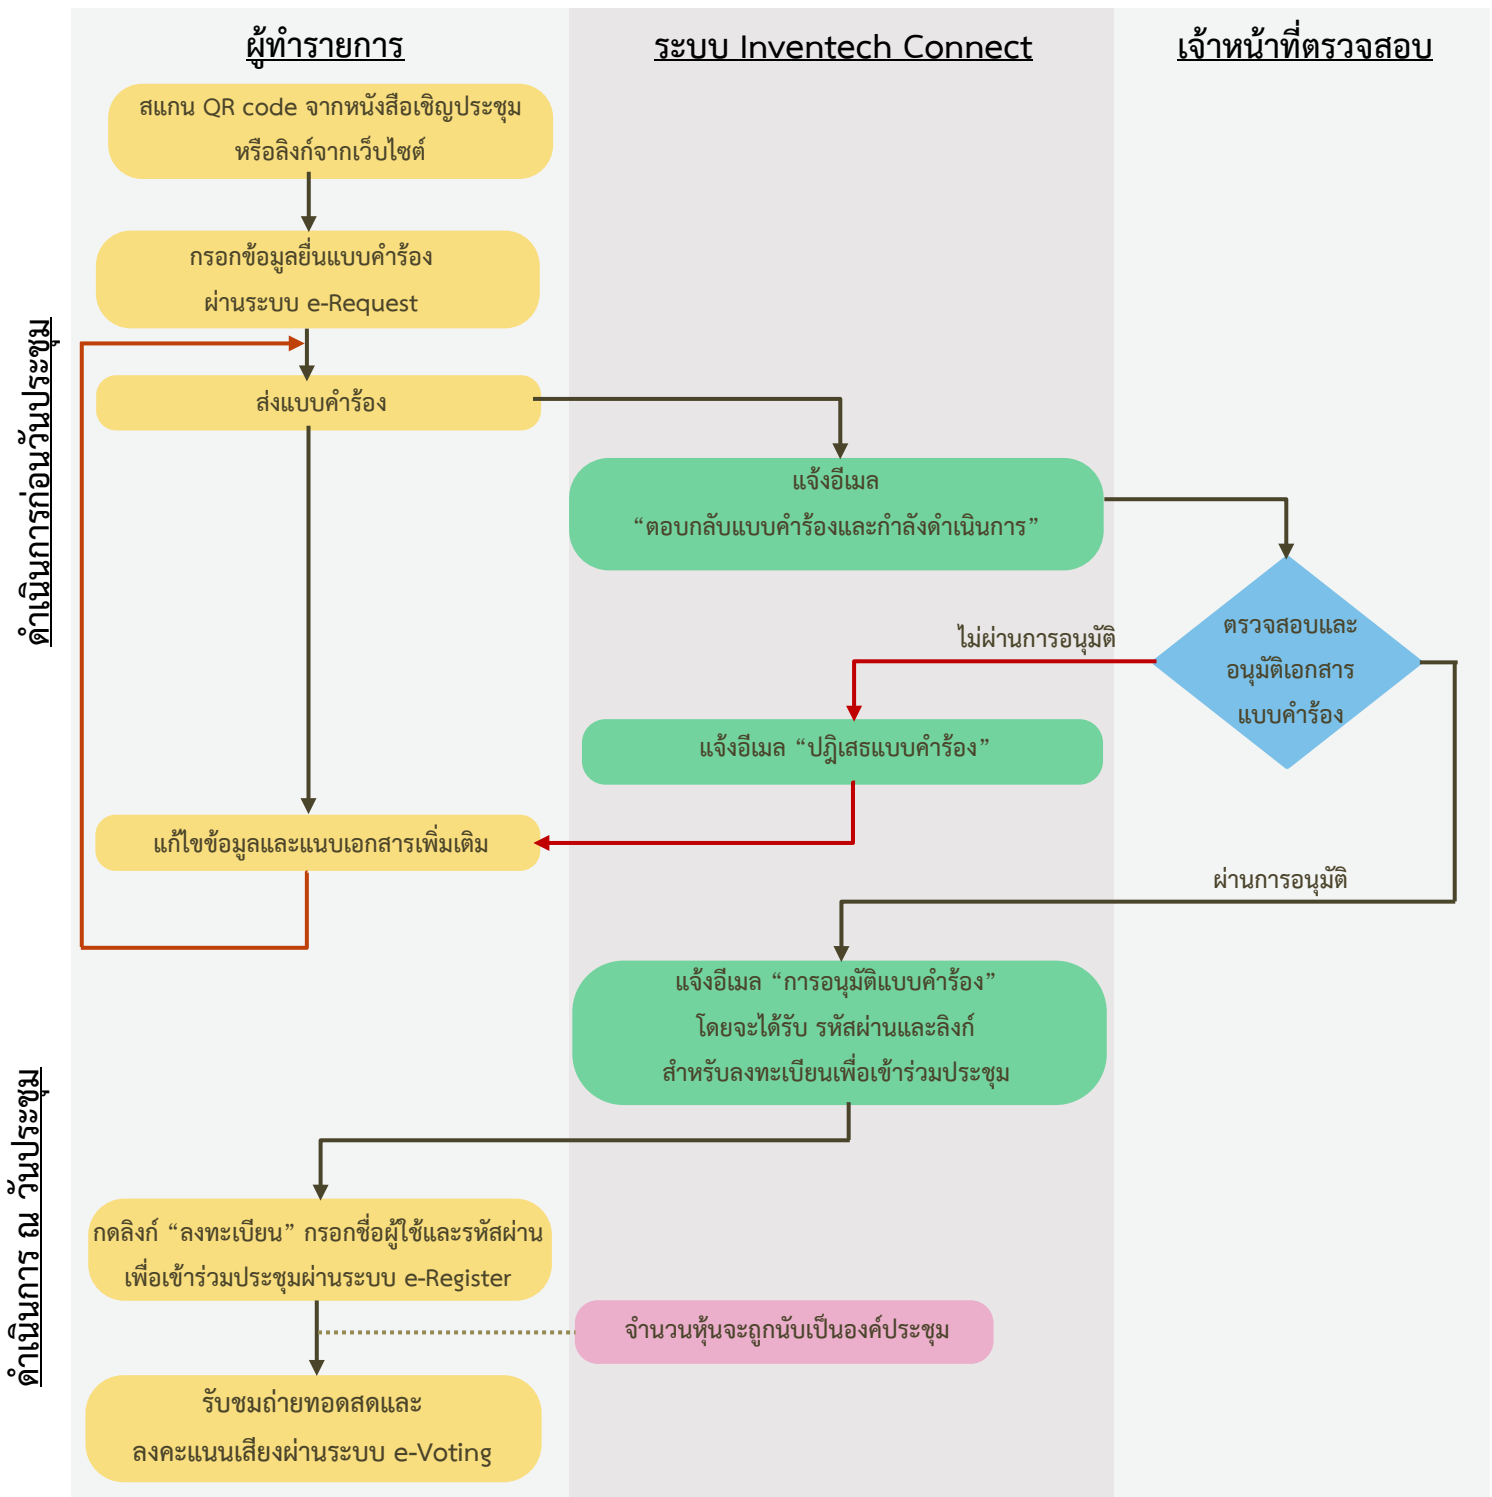 ผู้ทำรายการ
ระบบ Inventech Connect
เจ้าหน้าที่ตรวจสอบ
ดำเนินการก่อนวันประชุม
สแกน QR code จากหนังสือเชิญประชุม
หรือลิงก์จากเว็บไซต์
กรอกข้อมูลยื่นแบบคำร้อง
ผ่านระบบ e-Request
ส่งแบบคำร้อง
แจ้งอีเมล
“ตอบกลับแบบคำร้องและกำลังดำเนินการ”
ตรวจสอบและ
อนุมัติเอกสาร
แบบคำร้อง
ไม่ผ่านการอนุมัติ
แจ้งอีเมล “ปฎิเสธแบบคำร้อง”
แก้ไขข้อมูลและแนบเอกสารเพิ่มเติม
ผ่านการอนุมัติ
แจ้งอีเมล “การอนุมัติแบบคำร้อง”
โดยจะได้รับ รหัสผ่านและลิงก์
สำหรับลงทะเบียนเพื่อเข้าร่วมประชุม
ดำเนินการ ณ วันประชุม
กดลิงก์ “ลงทะเบียน” กรอกชื่อผู้ใช้และรหัสผ่าน
เพื่อเข้าร่วมประชุมผ่านระบบ e-Register
จำนวนหุ้นจะถูกนับเป็นองค์ประชุม
รับชมถ่ายทอดสดและ
ลงคะแนนเสียงผ่านระบบ e-Voting